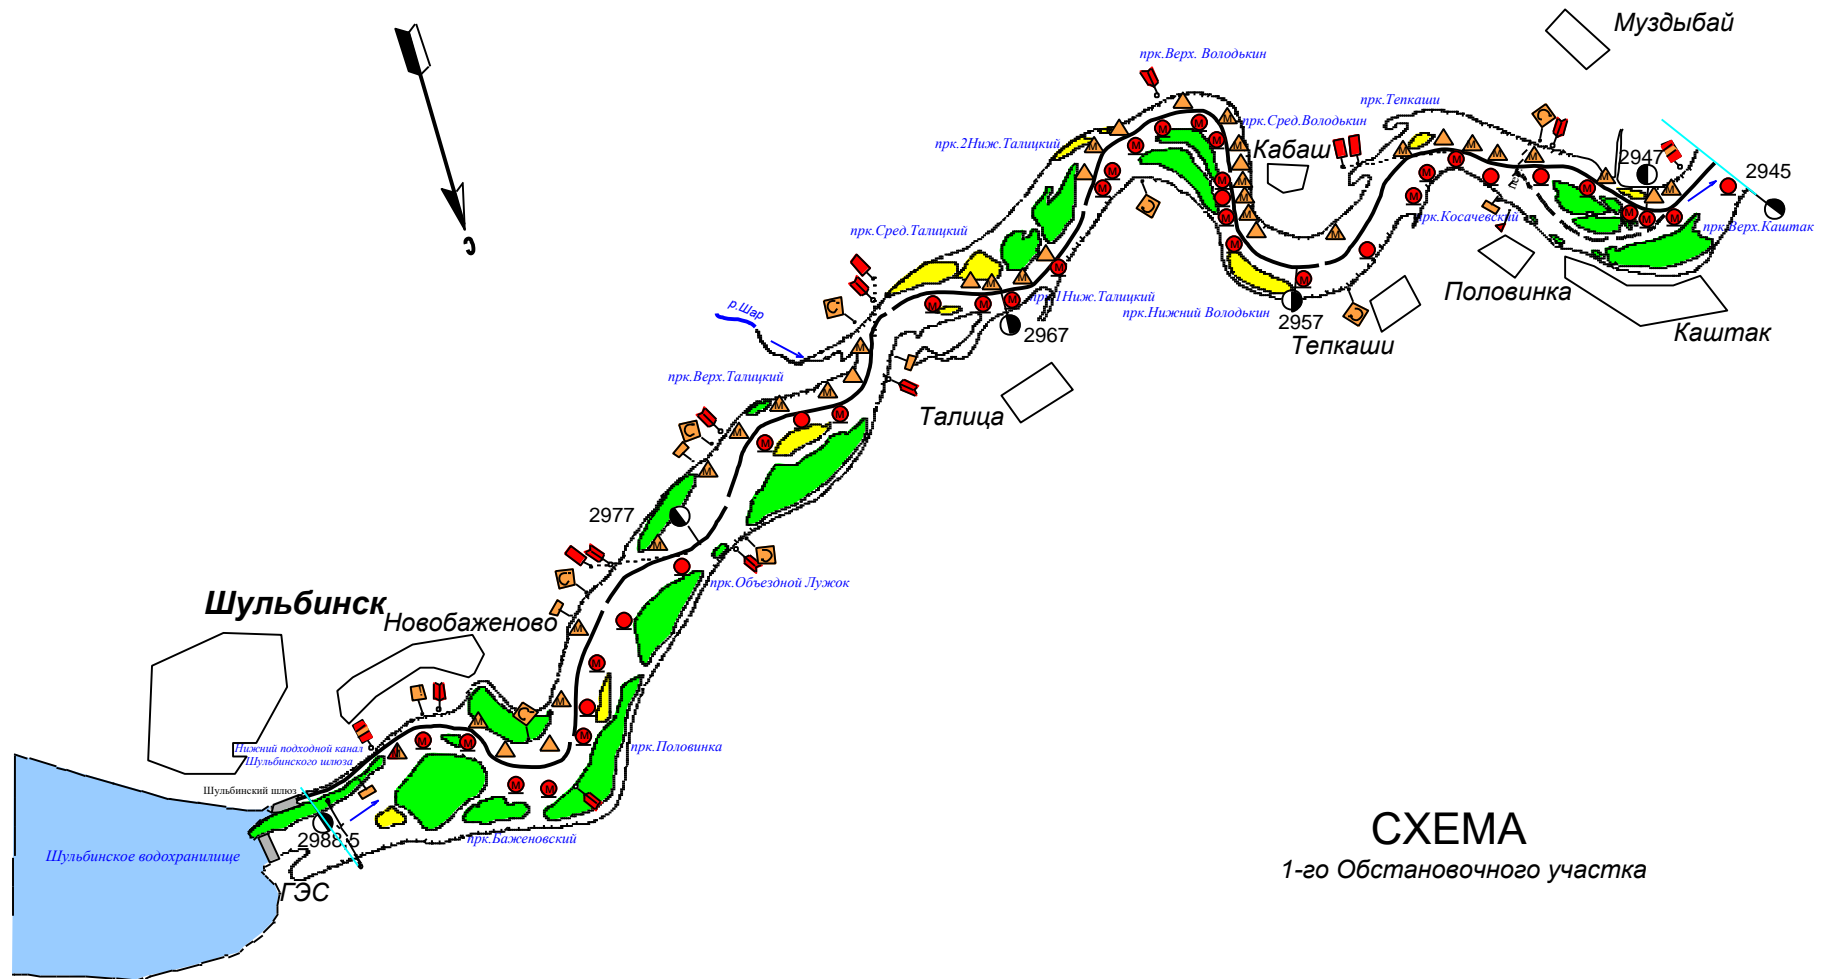 Муздыбай
прк.Верх. Володькин
прк.Тепкаши
прк.Сред.Володькин
прк.2Ниж.Талицкий
Кабаш
2947
2945
прк.Косачевский
прк.Верх.Каштак
прк.Сред.Талицкий
Половинка
прк.1Ниж.Талицкий
р.Шар
прк.Нижний Володькин
2957
2967
Каштак
Тепкаши
прк.Верх.Талицкий
Талица
2977
прк.Объездной Лужок
Шульбинск
Новобаженово
Нижний подходной канал
Шульбинского шлюза
прк.Половинка
Шульбинский шлюз
2988,5
прк.Баженовский
Шульбинское водохранилище
ГЭС
С
СХЕМА
1-го Обстановочного участка